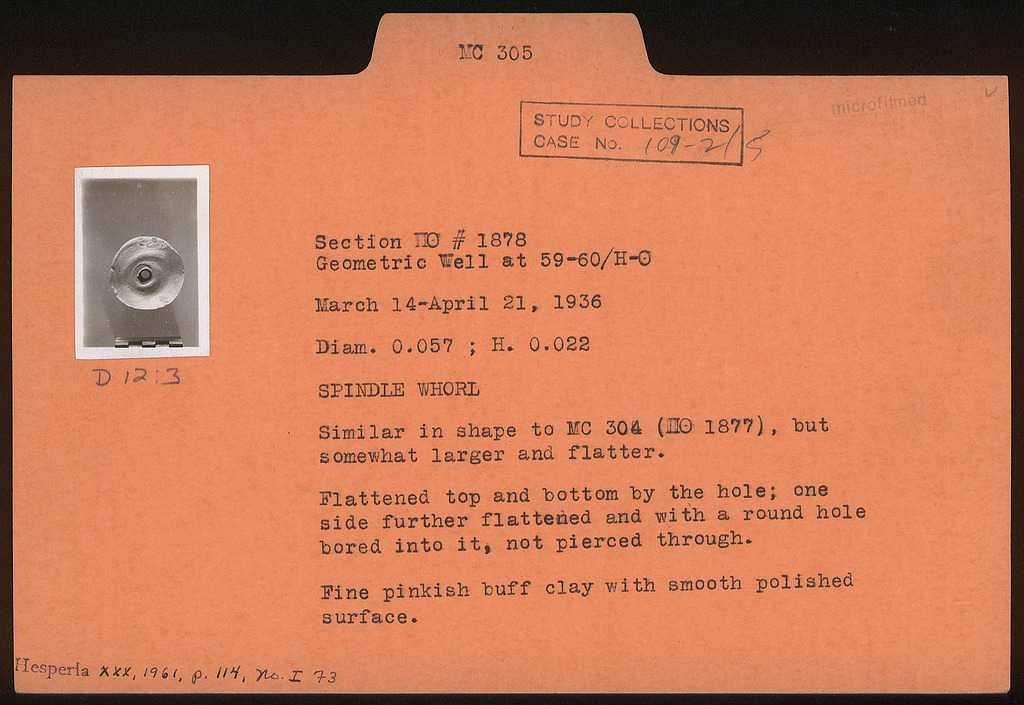 MC 305
microfilmed
STUDY COLLECTIONS
CASE No. 109-2/5
Section ΠΘ # 1878
Geometric Well at 59-60/Η-Θ
March 14-April 21, 1936
Diam. 0.057 ; H. 0.022
D 12:3
SPINDLE WHORL
Similar in shape to MC 304 (ΠΘ 1877), but
somewhat larger and flatter.
Flattened top and bottom by the hole; one
side further flattened and with a round hole
bored into it, not pierced through.
Fine pinkish buff clay with smooth polished
surface.
Hesperia XXX, 1961, p. 114, no. I 73